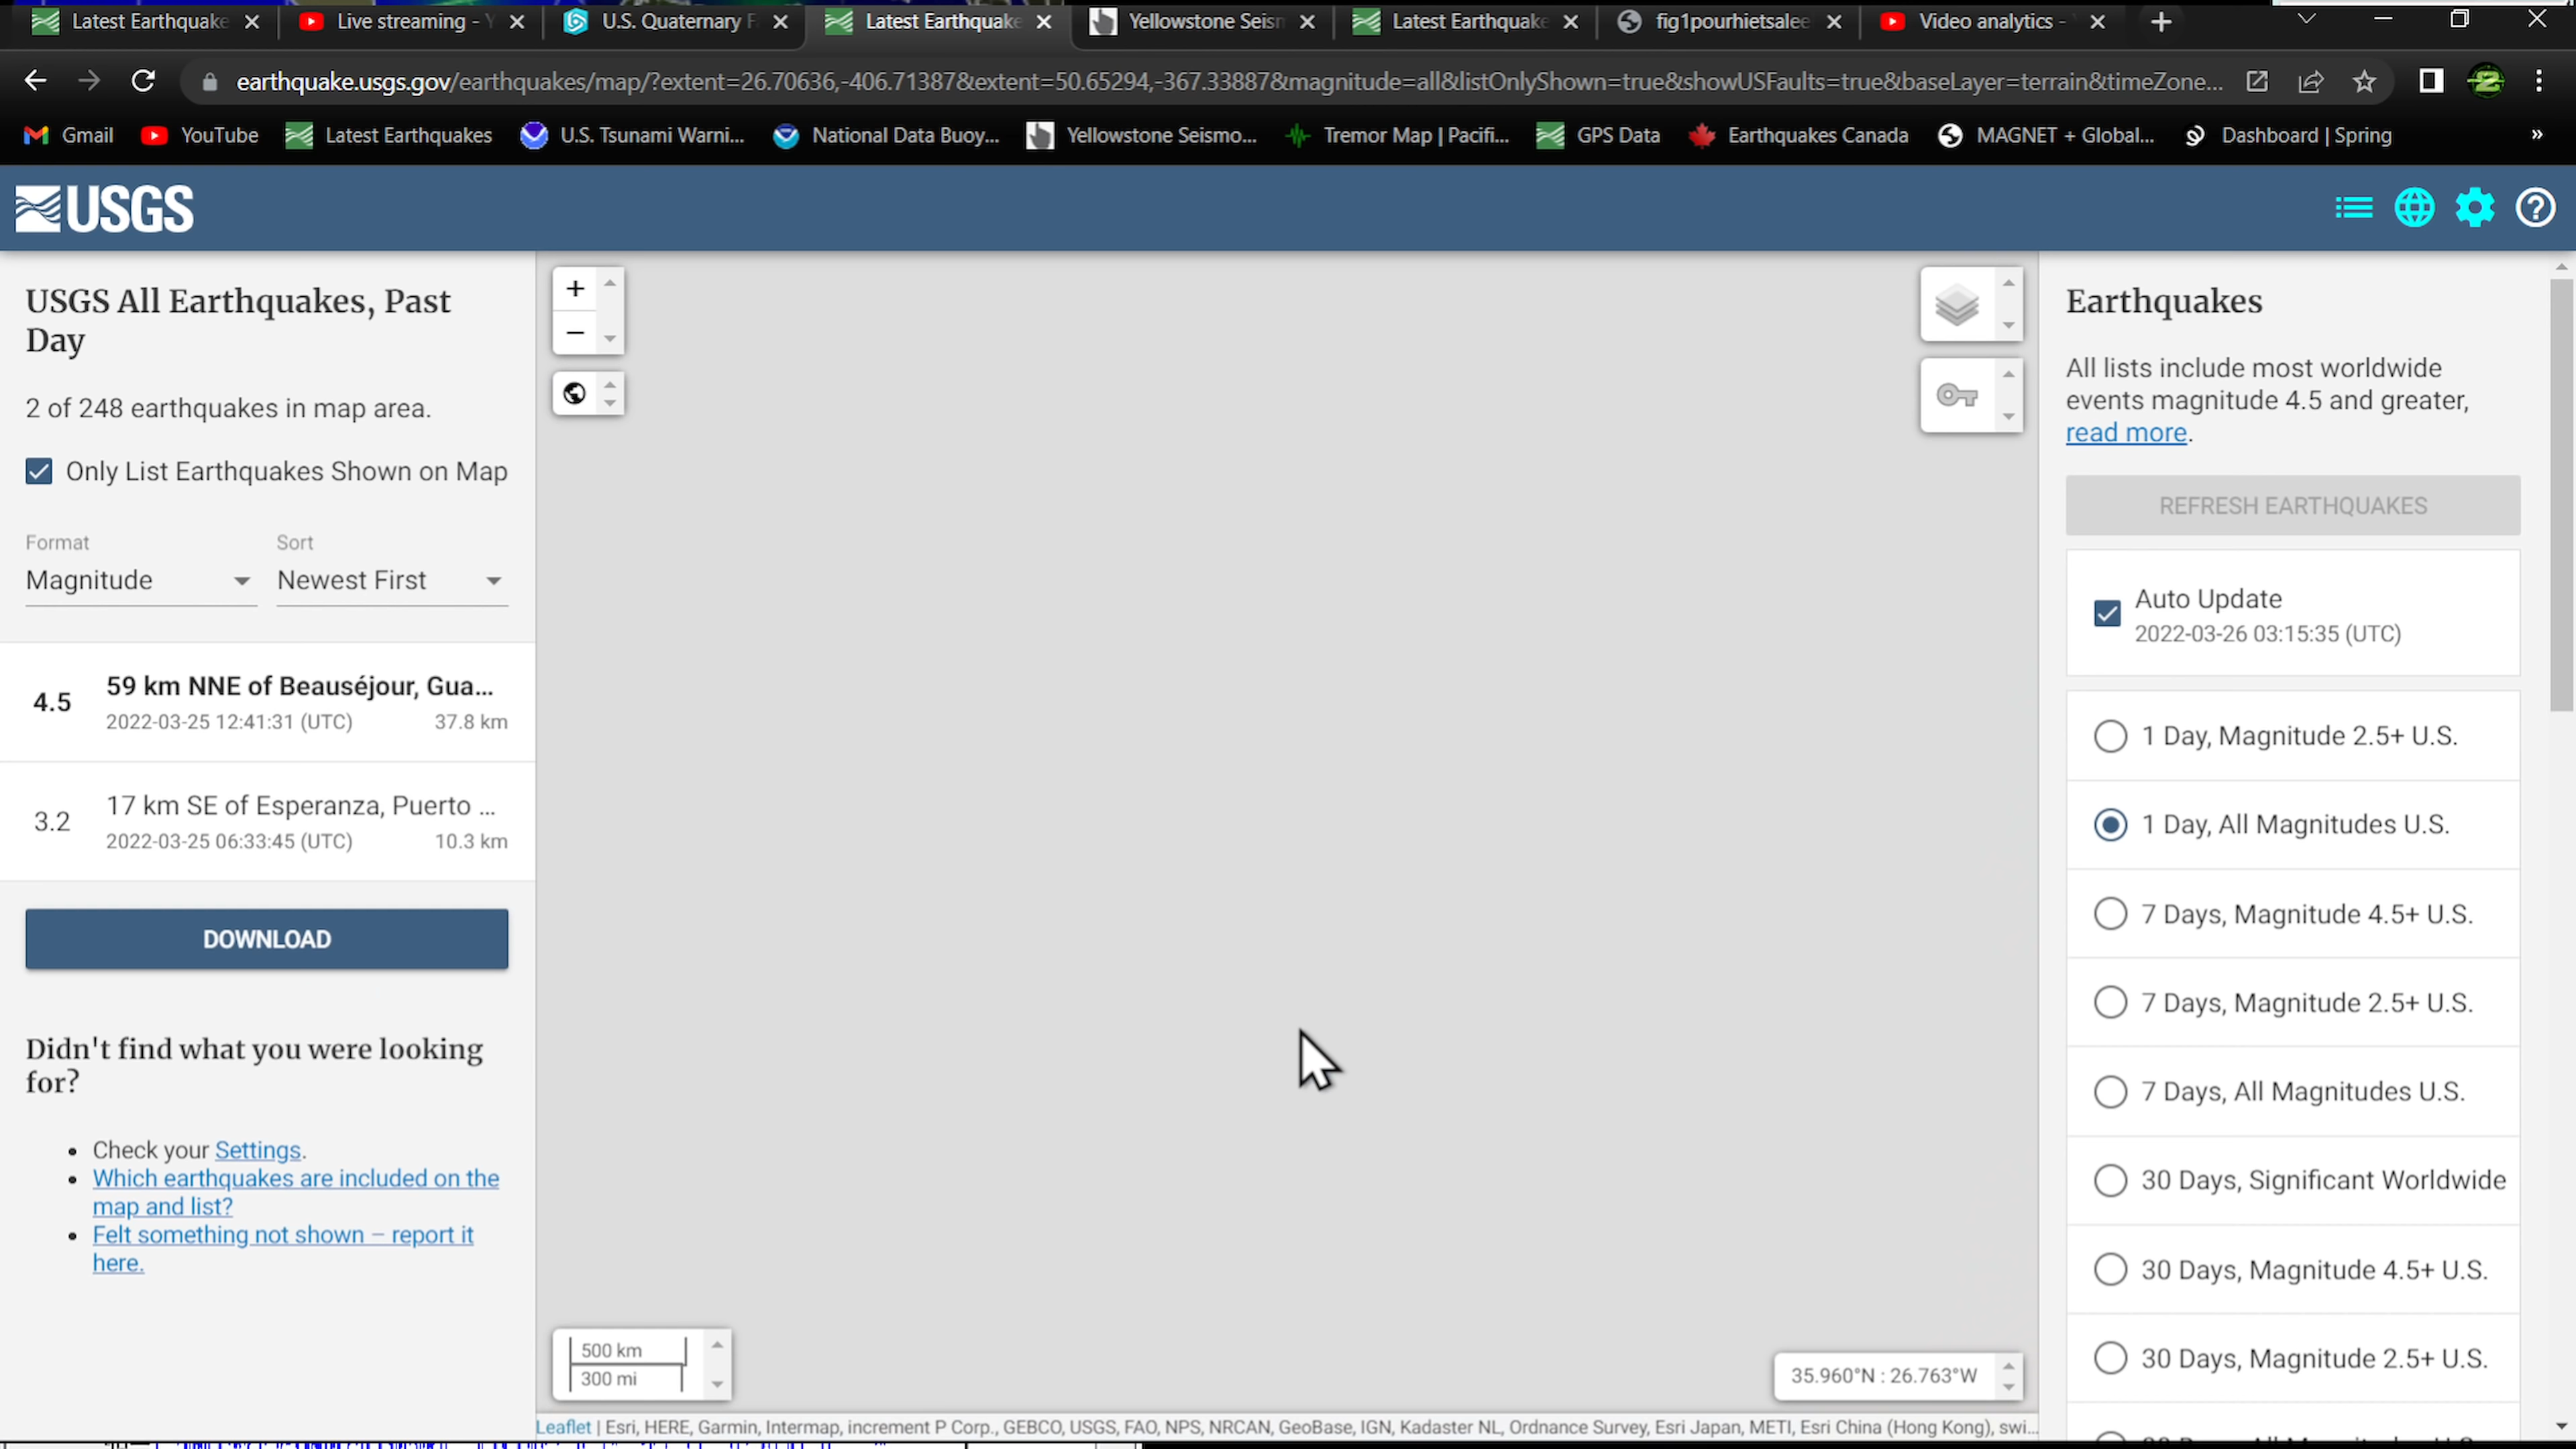 Latest Earthquake
Live streaming - Y
U.S. Quaternary F
Latest Earthquake
Yellowstone Seism
Latest Earthquake
fig1pourhietsalee
Video analytics -
earthquake.usgs.gov/earthquakes/map/?extent=26.70636,-406.71387&extent=50.65294,-367.33887&magnitude=all&listOnlyShown=true&showUSFaults=true&baseLayer=terrain&timeZone...
Gmail
YouTube
Latest Earthquakes
U.S. Tsunami Warni...
National Data Buoy...
Yellowstone Seismo...
Tremor Map | Pacifi...
GPS Data
Earthquakes Canada
MAGNET + Global...
Dashboard | Spring
»
USGS
USGS All Earthquakes, Past
Day
2 of 248 earthquakes in map area.
Only List Earthquakes Shown on Map
Format
Sort
Magnitude
Newest First
4.5
59 km NNE of Beauséjour, Gua...
2022-03-25 12:41:31 (UTC)
37.8 km
3.2
17 km SE of Esperanza, Puerto ...
2022-03-25 06:33:45 (UTC)
10.3 km
DOWNLOAD
Didn't find what you were looking
for?
Check your Settings.
Which earthquakes are included on the
map and list?
Felt something not shown – report it
here.
+
−
500 km
300 mi
35.960°N : 26.763°W
Leaflet | Esri, HERE, Garmin, Intermap, increment P Corp., GEBCO, USGS, FAO, NPS, NRCAN, GeoBase, IGN, Kadaster NL, Ordnance Survey, Esri Japan, METI, Esri China (Hong Kong), swi...
Earthquakes
All lists include most worldwide
events magnitude 4.5 and greater,
read more.
REFRESH EARTHQUAKES
Auto Update
2022-03-26 03:15:35 (UTC)
1 Day, Magnitude 2.5+ U.S.
1 Day, All Magnitudes U.S.
7 Days, Magnitude 4.5+ U.S.
7 Days, Magnitude 2.5+ U.S.
7 Days, All Magnitudes U.S.
30 Days, Significant Worldwide
30 Days, Magnitude 4.5+ U.S.
30 Days, Magnitude 2.5+ U.S.